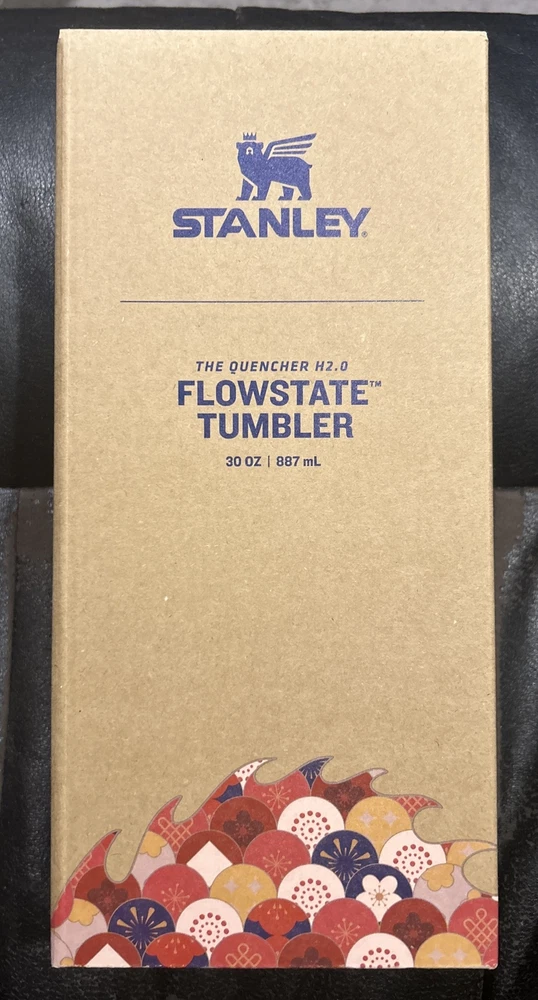 STANLEY®
THE QUENCHER H2.0
FLOWSTATE™
TUMBLER
30 OZ | 887 mL